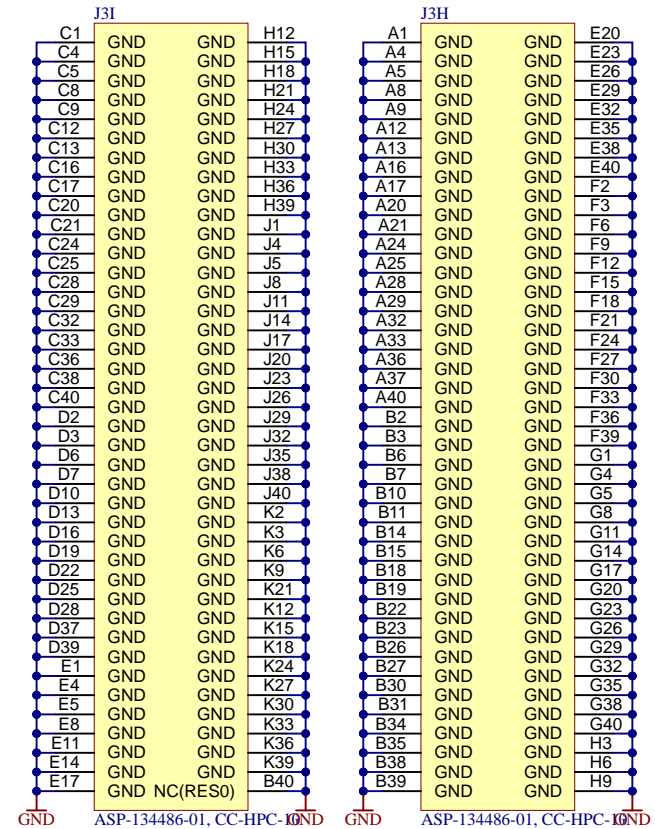 J3I
C1 GND GND H12
C4 GND GND H15
C5 GND GND H18
C8 GND GND H21
C9 GND GND H24
C12 GND GND H27
C13 GND GND H30
C16 GND GND H33
C17 GND GND H36
C20 GND GND H39
C21 GND GND J1
C24 GND GND J4
C25 GND GND J5
C28 GND GND J8
C29 GND GND J11
C32 GND GND J14
C33 GND GND J17
C36 GND GND J20
C38 GND GND J23
C40 GND GND J26
D2 GND GND J29
D3 GND GND J32
D6 GND GND J35
D7 GND GND J38
D10 GND GND J40
D13 GND GND K2
D16 GND GND K3
D19 GND GND K6
D22 GND GND K9
D25 GND GND K21
D28 GND GND K12
D37 GND GND K15
D39 GND GND K18
E1 GND GND K24
E4 GND GND K27
E5 GND GND K30
E8 GND GND K33
E11 GND GND K36
E14 GND GND K39
E17 GND NC(RES0) B40
GND ASP-134486-01, CC-HPC-10 GND
J3H
A1 GND GND E20
A4 GND GND E23
A5 GND GND E26
A8 GND GND E29
A9 GND GND E32
A12 GND GND E35
A13 GND GND E38
A16 GND GND E40
A17 GND GND F2
A20 GND GND F3
A21 GND GND F6
A24 GND GND F9
A25 GND GND F12
A28 GND GND F15
A29 GND GND F18
A32 GND GND F21
A33 GND GND F24
A36 GND GND F27
A37 GND GND F30
A40 GND GND F33
B2 GND GND F36
B3 GND GND F39
B6 GND GND G1
B7 GND GND G4
B10 GND GND G5
B11 GND GND G8
B14 GND GND G11
B15 GND GND G14
B18 GND GND G17
B19 GND GND G20
B22 GND GND G23
B23 GND GND G26
B26 GND GND G29
B27 GND GND G32
B30 GND GND G35
B31 GND GND G38
B34 GND GND G40
B35 GND GND H3
B38 GND GND H6
B39 GND GND H9
GND ASP-134486-01, CC-HPC-10 GND